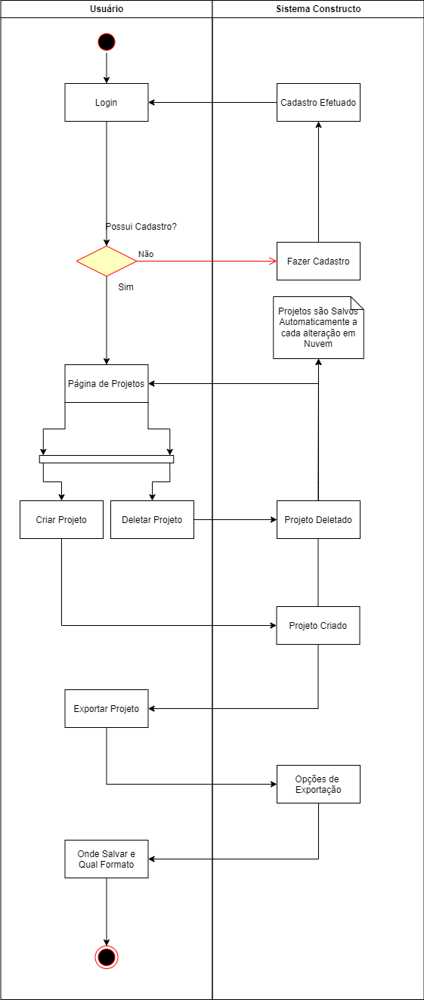 Usuário
Sistema Constructo
Login
Cadastro Efetuado
Possui Cadastro?
Não
Fazer Cadastro
Sim
Projetos são Salvos
Automaticamente a
cada alteração em
Nuvem
Página de Projetos
Criar Projeto
Deletar Projeto
Projeto Deletado
Projeto Criado
Exportar Projeto
Opções de
Exportação
Onde Salvar e
Qual Formato